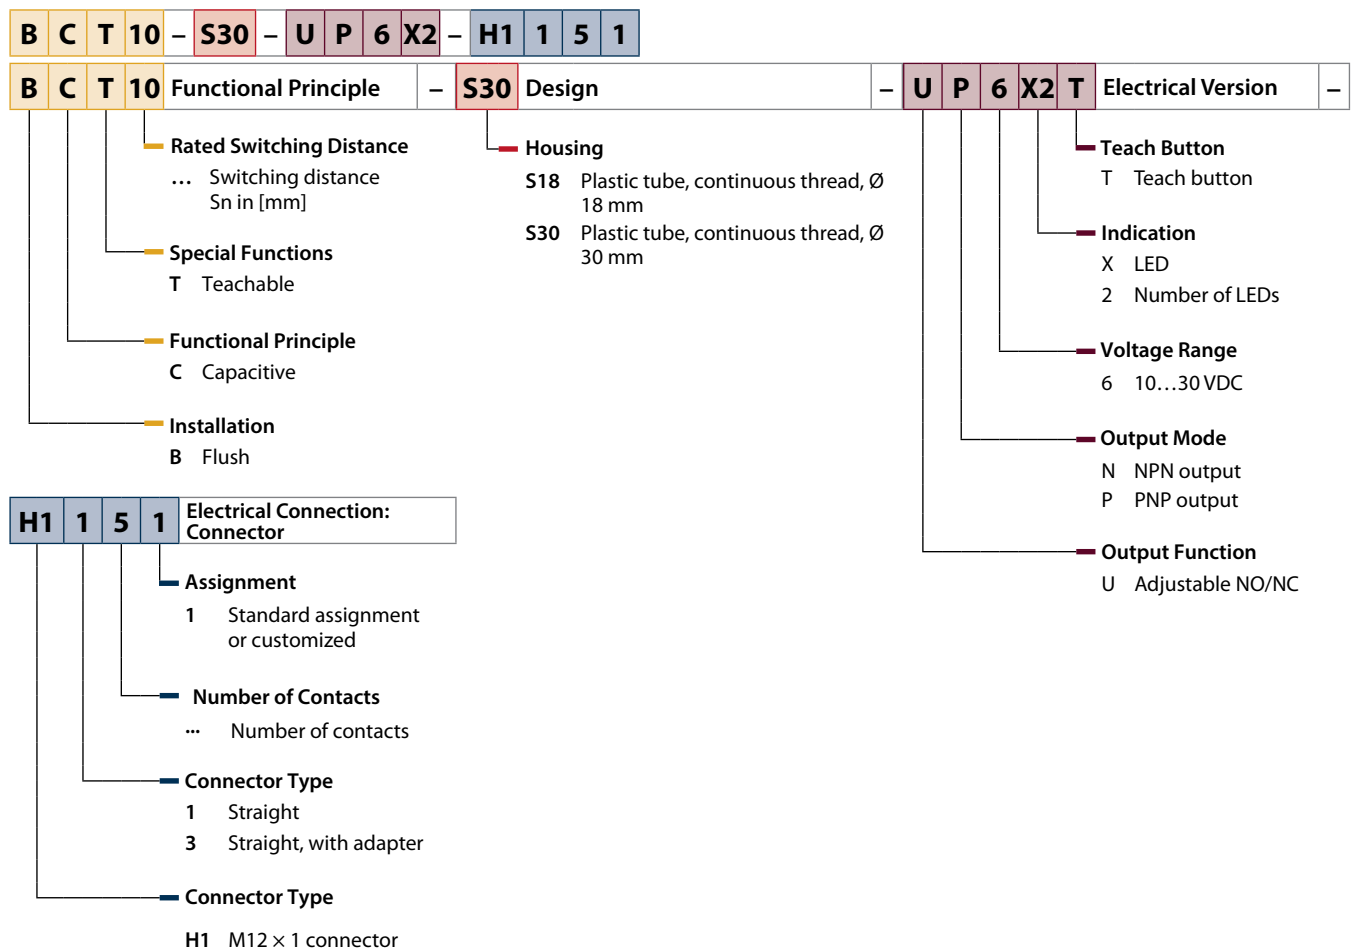 B C T 10 – S30 – U P 6 X2 – H1 1 5 1
B C T 10 Functional Principle – S30 Design – U P 6 X2 T Electrical Version –
Rated Switching Distance
... Switching distance
Sn in [mm]
Special Functions
T Teachable
Functional Principle
C Capacitive
Installation
B Flush
Housing
S18 Plastic tube, continuous thread, Ø
18 mm
S30 Plastic tube, continuous thread, Ø
30 mm
Teach Button
T Teach button
Indication
X LED
2 Number of LEDs
Voltage Range
6 10...30 VDC
Output Mode
N NPN output
P PNP output
Output Function
U Adjustable NO/NC
H1 1 5 1 Electrical Connection:
Connector
Assignment
1 Standard assignment
or customized
Number of Contacts
... Number of contacts
Connector Type
1 Straight
3 Straight, with adapter
Connector Type
H1 M12 × 1 connector